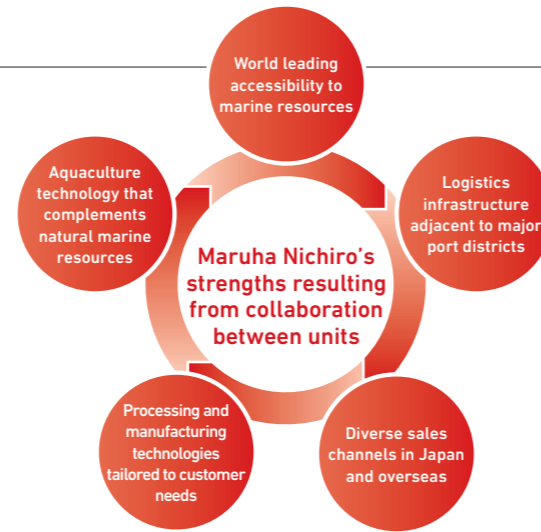 World leading
accessibility to
marine resources
Aquaculture
technology that
complements
natural marine
resources
Logistics
infrastructure
adjacent to major
port districts
Maruha Nichiro's
strengths resulting
from collaboration
between units
Processing and
manufacturing
technologies
tailored to customer
needs
Diverse sales
channels in Japan
and overseas